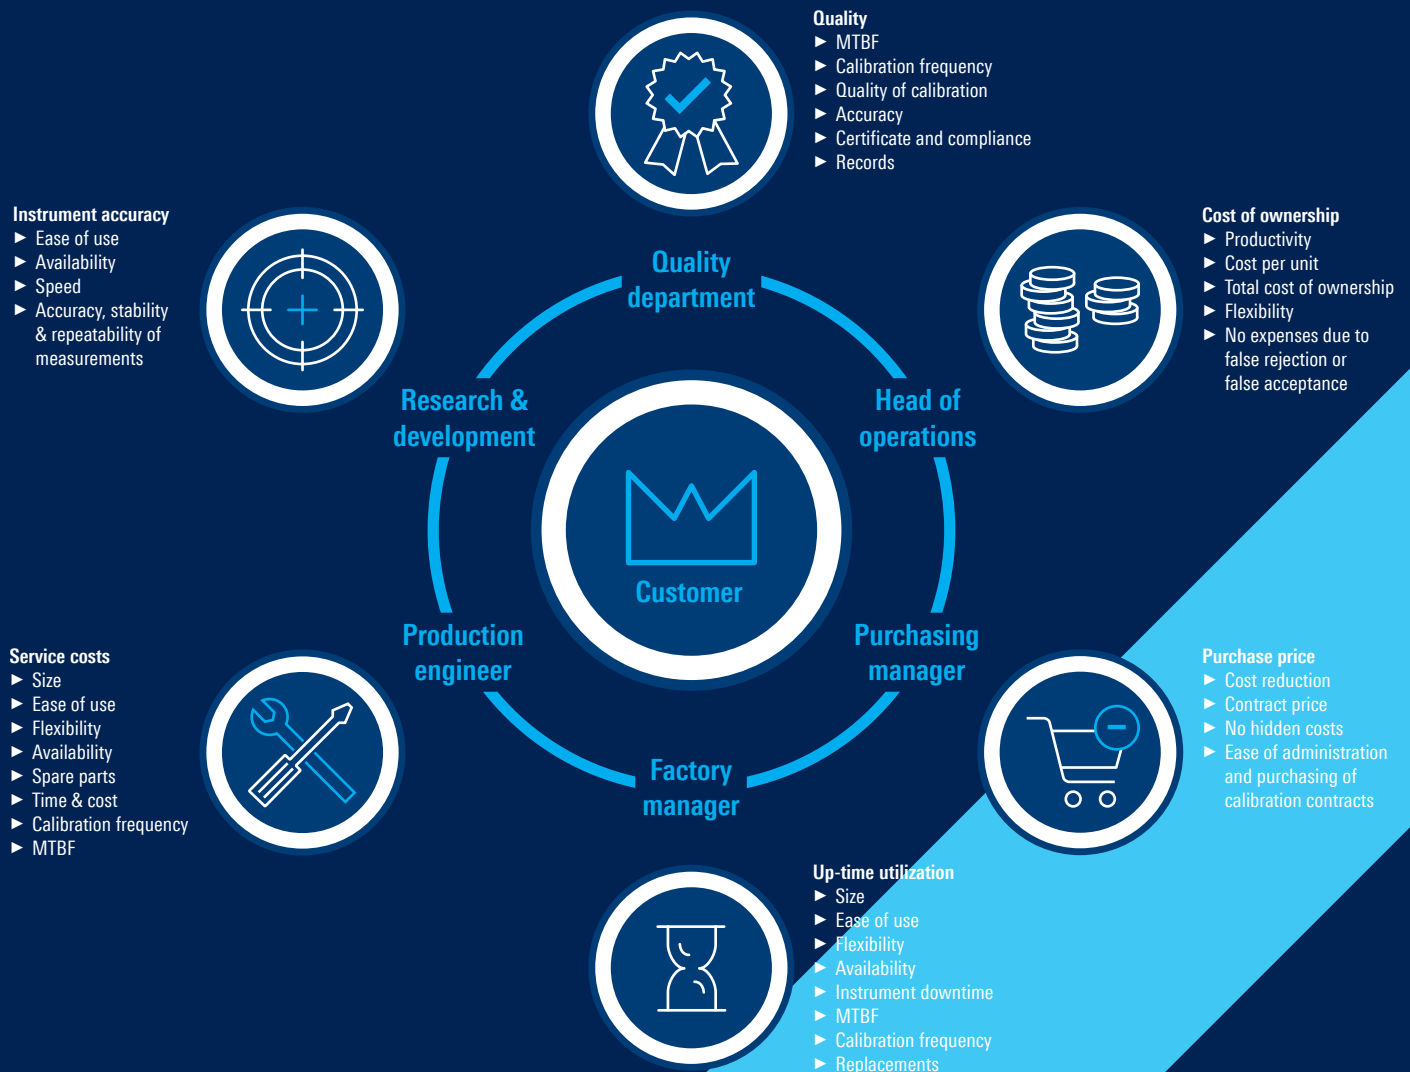 Quality
► MTBF
► Calibration frequency
► Quality of calibration
► Accuracy
► Certificate and compliance
► Records
Instrument accuracy
► Ease of use
► Availability
► Speed
► Accuracy, stability
& repeatability of
measurements
Cost of ownership
► Productivity
► Cost per unit
► Total cost of ownership
► Flexibility
► No expenses due to
false rejection or
false acceptance
Quality
department
Research &
development
Head of
operations
Customer
Production
engineer
Purchasing
manager
Factory
manager
Service costs
► Size
► Ease of use
► Flexibility
► Availability
► Spare parts
► Time & cost
► Calibration frequency
► MTBF
Purchase price
► Cost reduction
► Contract price
► No hidden costs
► Ease of administration
and purchasing of
calibration contracts
Up-time utilization
► Size
► Ease of use
► Flexibility
► Availability
► Instrument downtime
► MTBF
► Calibration frequency
► Replacements